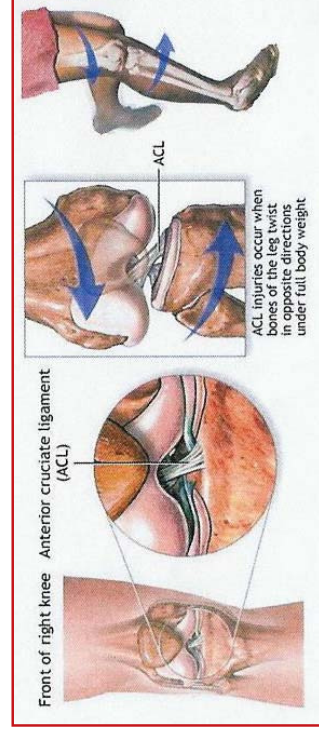 Front of right knee
Anterior cruciate ligament
(ACL)
ACL
ACL injuries occur when
bones of the leg twist
in opposite directions
under full body weight